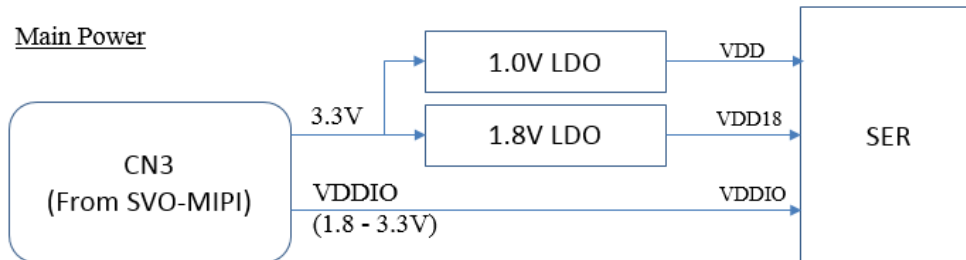 Main Power
1.0V LDO
VDD
3.3V
1.8V LDO
VDD18
SER
CN3
(From SVO-MIPI)
VDDIO
(1.8 - 3.3V)
VDDIO